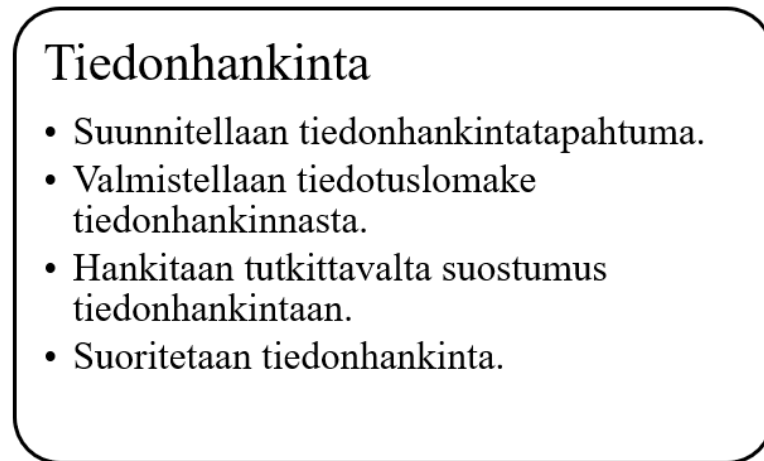 Tiedonhankinta
• Suunnitellaan tiedonhankintatapahtuma.
• Valmistellaan tiedotuslomake
tiedonhankinnasta.
• Hankitaan tutkittavalta suostumus
tiedonhankintaan.
• Suoritetaan tiedonhankinta.